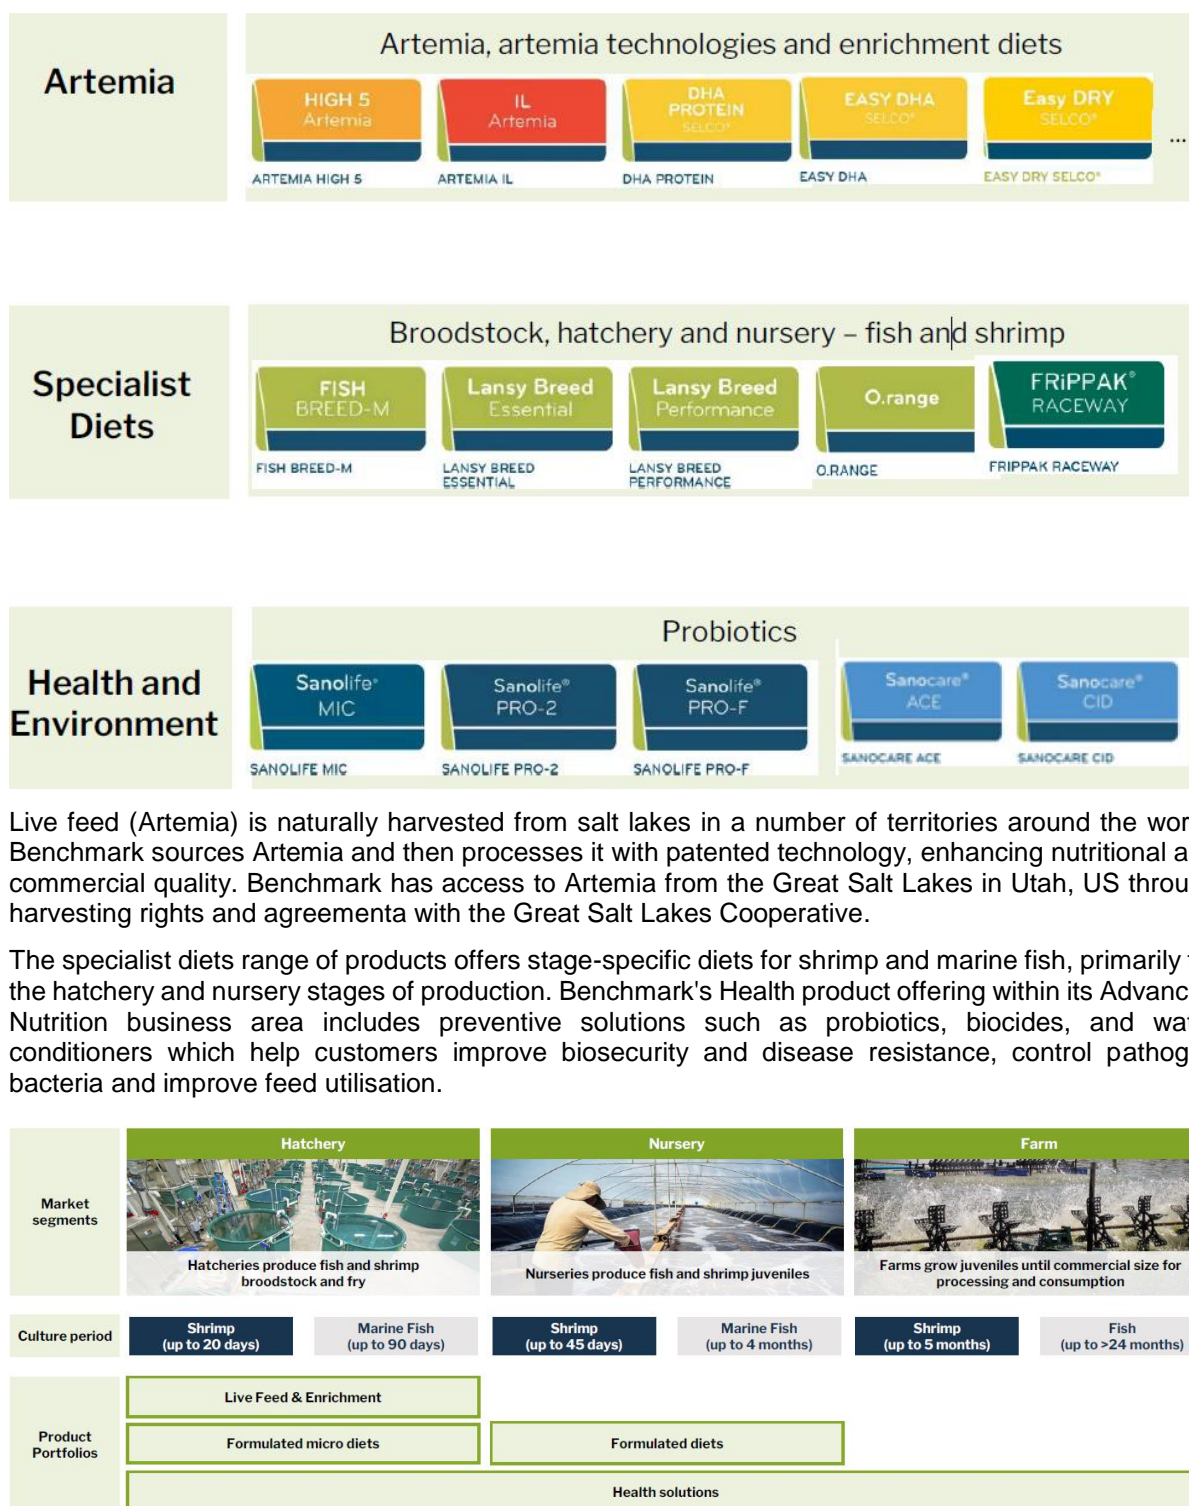 Artemia
Artemia, artemia technologies and enrichment diets
HIGH 5
Artemia
IL
Artemia
DHA
PROTEIN
SELCO®
EASY DHA
SELCO®
Easy DRY
SELCO®
...
ARTEMIA HIGH 5
ARTEMIA IL
DHA PROTEIN
EASY DHA
EASY DRY SELCO®
Specialist
Diets
Broodstock, hatchery and nursery – fish and shrimp
FISH
BREED-M
Lansy Breed
Essential
Lansy Breed
Performance
O.range
FRiPPAK®
RACEWAY
FISH BREED-M
LANSY BREED
ESSENTIAL
LANSY BREED
PERFORMANCE
O.RANGE
FRIPPAK RACEWAY
Health and
Environment
Probiotics
Sanolife®
MIC
Sanolife®
PRO-2
Sanolife®
PRO-F
Sanocare®
ACE
Sanocare®
CID
SANOLIFE MIC
SANOLIFE PRO-2
SANOLIFE PRO-F
SANOCARE ACE
SANOCARE CID
Live feed (Artemia) is naturally harvested from salt lakes in a number of territories around the wor
Benchmark sources Artemia and then processes it with patented technology, enhancing nutritional a
commercial quality. Benchmark has access to Artemia from the Great Salt Lakes in Utah, US throu
harvesting rights and agreementa with the Great Salt Lakes Cooperative.
The specialist diets range of products offers stage-specific diets for shrimp and marine fish, primarily
the hatchery and nursery stages of production. Benchmark's Health product offering within its Advanc
Nutrition business area includes preventive solutions such as probiotics, biocides, and wa
conditioners which help customers improve biosecurity and disease resistance, control pathog
bacteria and improve feed utilisation.
Market
segments
Hatchery
Hatcheries produce fish and shrimp
broodstock and fry
Nursery
Nurseries produce fish and shrimp juveniles
Farm
Farms grow juveniles until commercial size for
processing and consumption
Culture period
Shrimp
(up to 20 days)
Marine Fish
(up to 90 days)
Shrimp
(up to 45 days)
Marine Fish
(up to 4 months)
Shrimp
(up to 5 months)
Fish
(up to >24 months)
Product
Portfolios
Live Feed & Enrichment
Formulated micro diets
Formulated diets
Health solutions